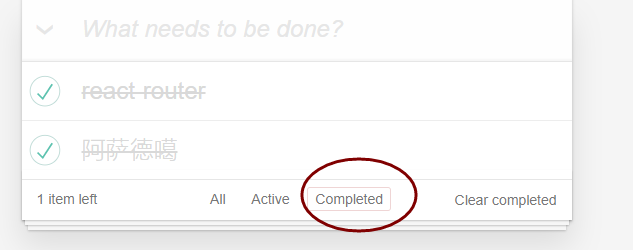 What needs to be done?
react router
阿萨德噶
1 item left All Active Completed Clear completed